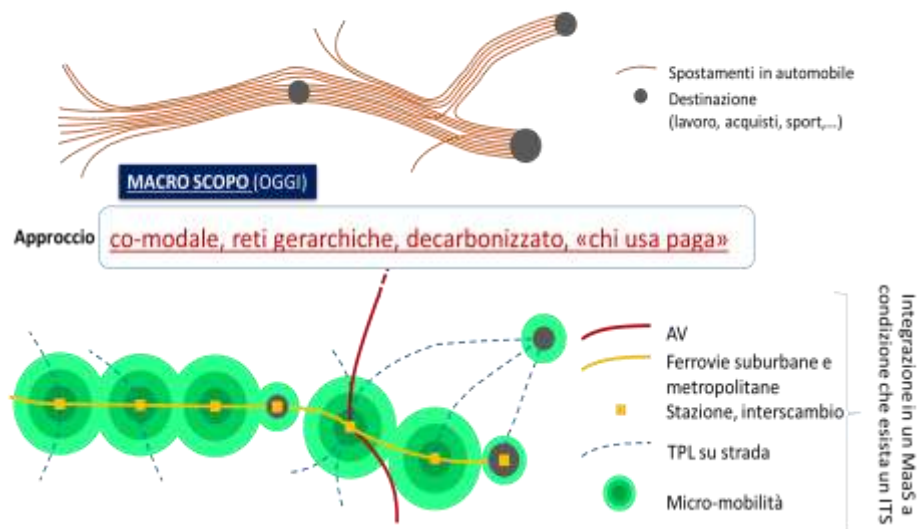 Spostamenti in automobile
Destinazione
(lavoro, acquisti, sport,...)
MACRO SCOPO (OGGI)
Approccio co-modale, reti gerarchiche, decarbonizzato, «chi usa paga»
AV
Ferrovie suburbane e
metropolitane
Stazione, interscambio
TPL su strada
Micro-mobilità
Integrazione in un MaaS a
condizione che esista un ITS